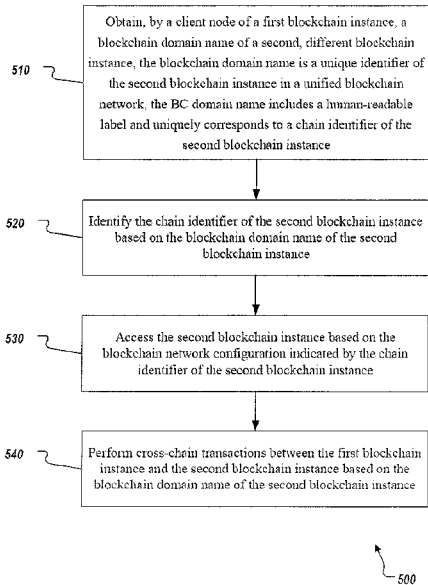 510
Obtain, by a client node of a first blockchain instance, a
blockchain domain name of a second, different blockchain
instance, the blockchain domain name is a unique identifier of
the second blockchain instance in a unified blockchain
network, the BC domain name includes a human-readable
label and uniquely corresponds to a chain identifier of the
second blockchain instance
520
Identify the chain identifier of the second blockchain instance
based on the blockchain domain name of the second
blockchain instance
530
Access the second blockchain instance based on the
blockchain network configuration indicated by the chain
identifier of the second blockchain instance
540
Perform cross-chain transactions between the first blockchain
instance and the second blockchain instance based on the
blockchain domain name of the second blockchain instance
500